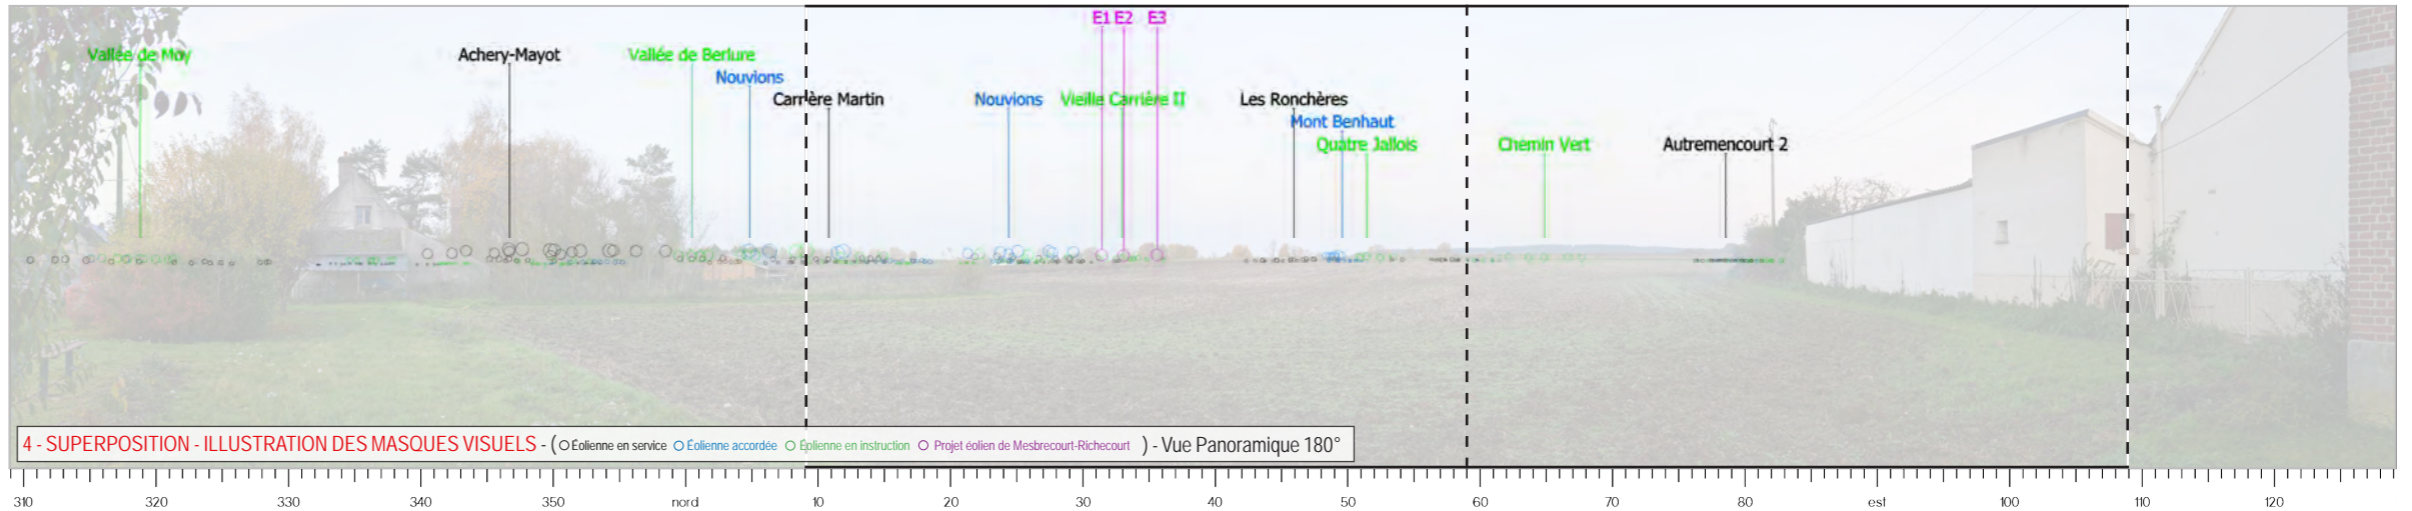 E1 E2 E3
Vallée de Moy
Achery-Mayot
Vallée de Berlure
Nouvions
Carrière Martin
Nouvions
Vieille Carrière II
Les Ronchères
Mont Benhaut
Quatre Jallois
Chemin Vert
Autremencourt 2
4 - SUPERPOSITION - ILLUSTRATION DES MASQUES VISUELS - ( Éolienne en service Éolienne accordée Éolienne en instruction Projet éolien de Mesbrecourt-Richecourt ) - Vue Panoramique 180°
310 320 330 340 350 nord 10 20 30 40 50 60 70 80 est 100 110 120